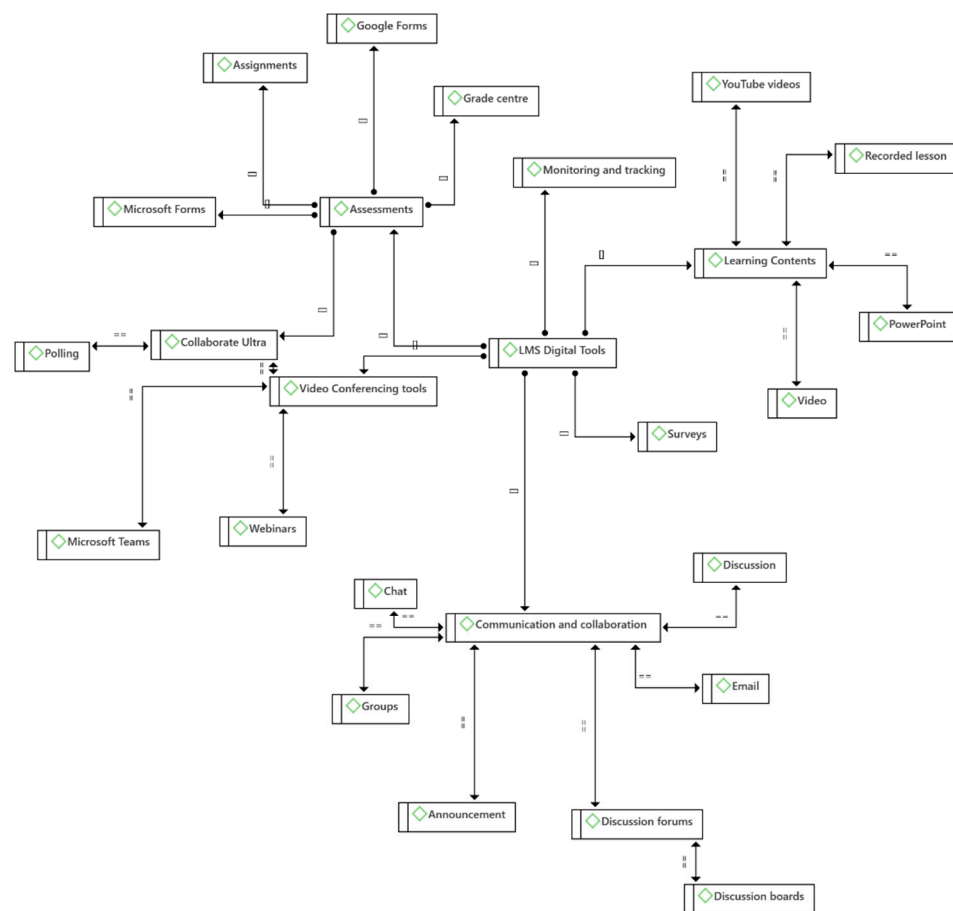 Google Forms
Assignments
YouTube videos
Grade centre
Recorded lesson
Monitoring and tracking
Microsoft Forms
Assessments
Learning Contents
PowerPoint
Collaborate Ultra
Polling
LMS Digital Tools
Video Conferencing tools
Video
Surveys
Webinars
Microsoft Teams
Discussion
Chat
Communication and collaboration
Email
Groups
Announcement
Discussion forums
Discussion boards